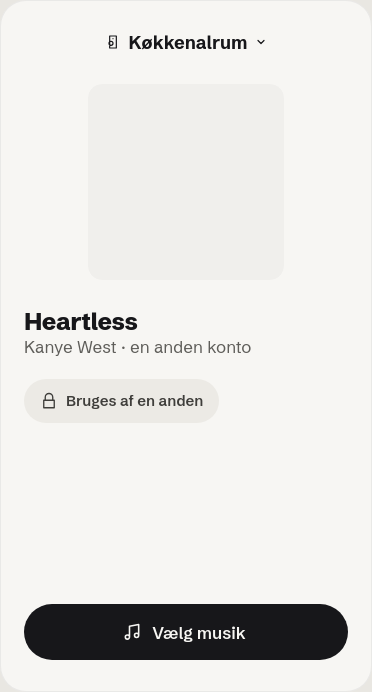 Køkkenalrum
Heartless
Kanye West · en anden konto
Bruges af en anden
Vælg musik